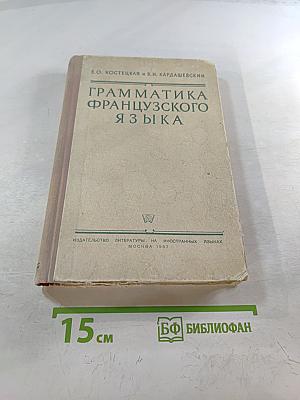 Е.О. КОСТЕЦКАЯ и В.И. КАРДАШЕВСКИЙ
ГРАММАТИКА
ФРАНЦУЗСКОГО
ЯЗЫКА
ИЗДАТЕЛЬСТВО ЛИТЕРАТУРЫ НА ИНОСТРАННЫХ ЯЗЫКАХ
МОСКВА
15 см
БФ БИБЛИОФАН